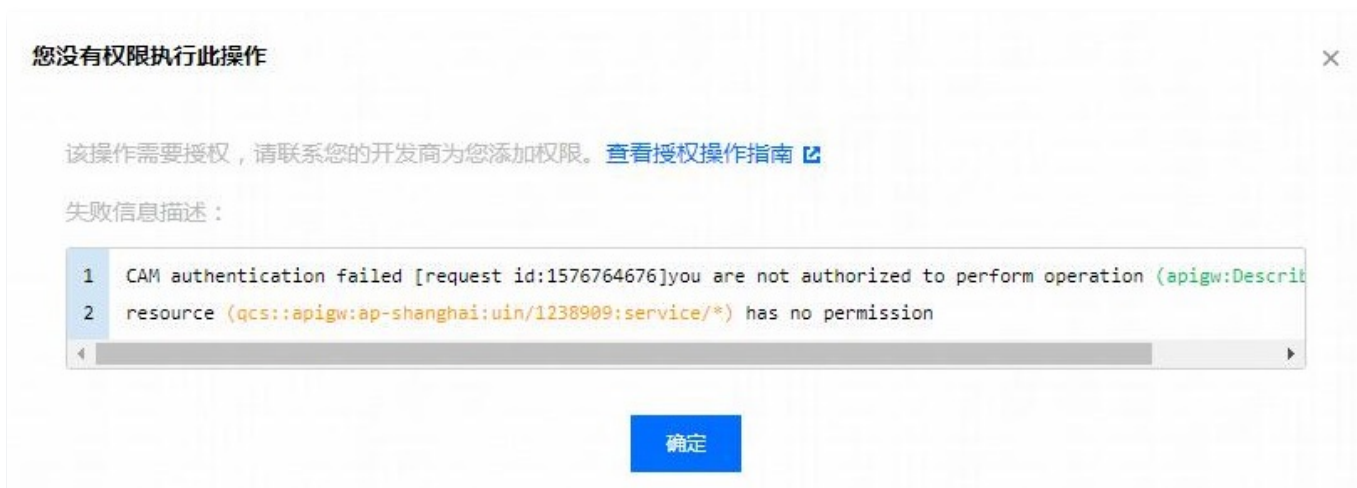 您没有权限执行此操作
该操作需要授权，请联系您的开发商为您添加权限。查看授权操作指南
失败信息描述：
1 CAM authentication failed [request id:1576764676]you are not authorized to perform operation (apigw:Describ
2 resource (qcs::apigw:ap-shanghai:uin/1238909:service/*) has no permission
确定